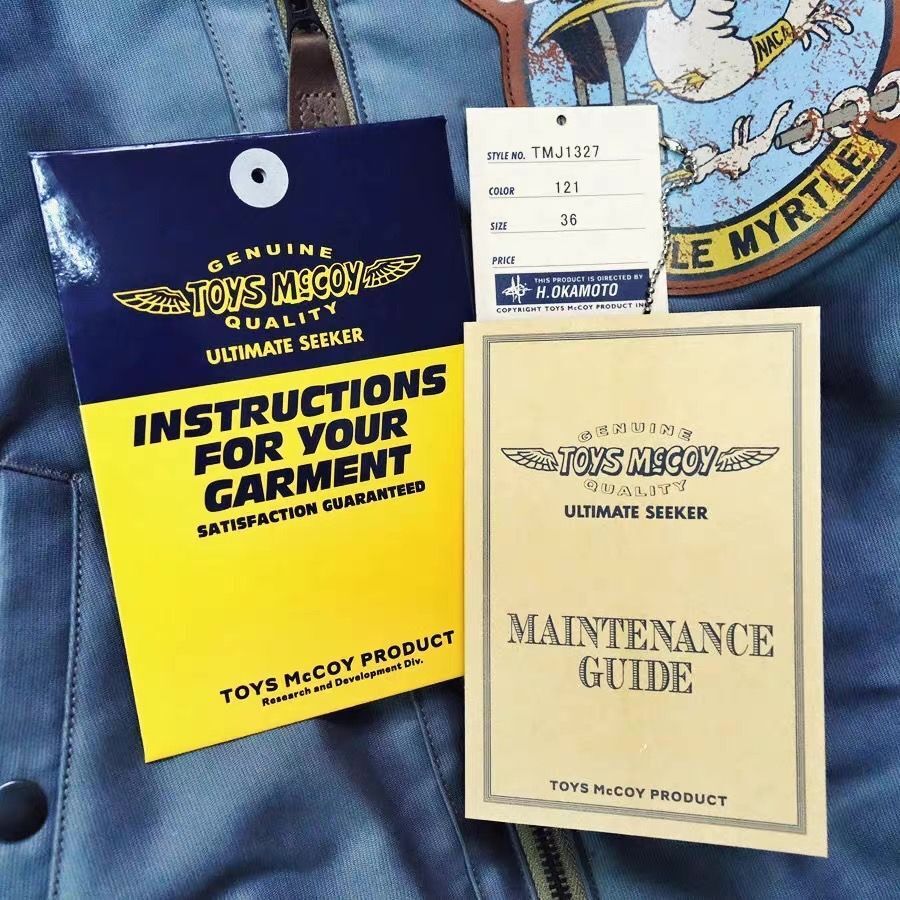 GENUINE
TOYS McCOY
QUALITY
ULTIMATE SEEKER
INSTRUCTIONS
FOR YOUR
GARMENT
SATISFACTION GUARANTEED
TOYS McCOY PRODUCT
Research and Development Div.
STYLE NO. TMJ1327
COLOR 121
SIZE 36
PRICE
THIS PRODUCT IS DIRECTED BY
H.OKAMOTO
COPYRIGHT TOYS McCOY PRODUCT INC
NACA
LE MYRTLE
GENUINE
TOYS McCOY
QUALITY
ULTIMATE SEEKER
MAINTENANCE
GUIDE
TOYS McCOY PRODUCT